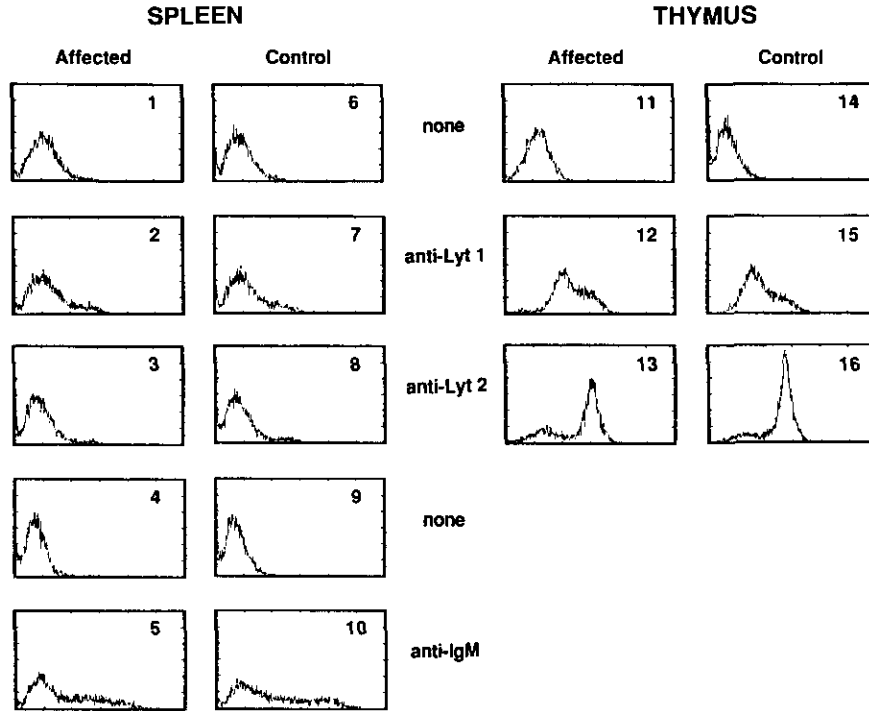 SPLEEN THYMUS
Affected Control Affected Control
1 6 none 11 14
2 7 anti-Lyt 1 12 15
3 8 anti-Lyt 2 13 16
4 9 none
5 10 anti-IgM